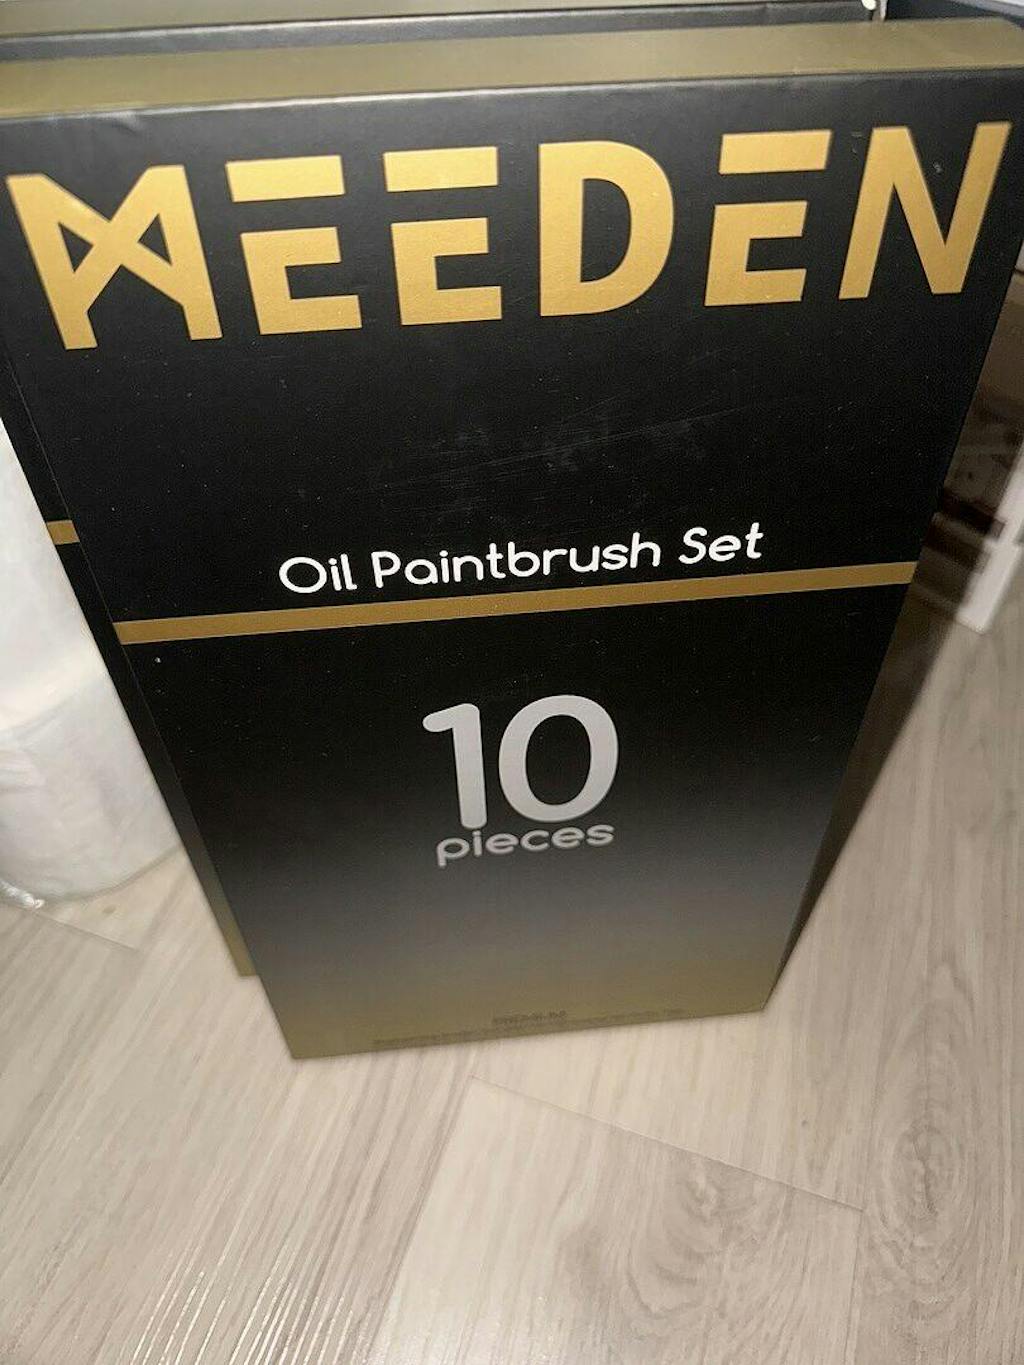 MEEDEN
Oil Paintbrush Set
10
pieces